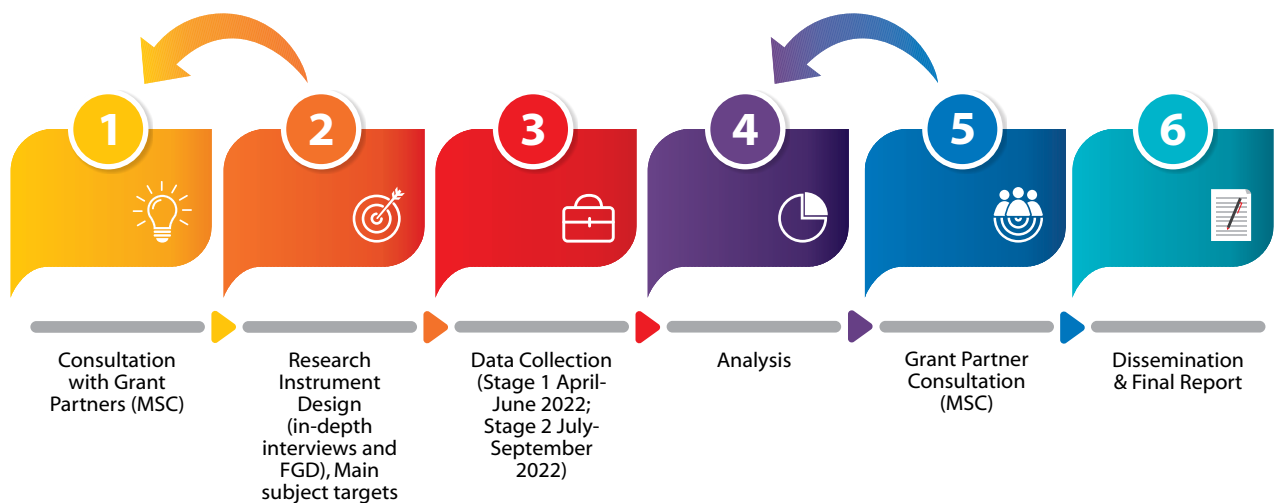 1
2
3
4
5
6
Consultation
with Grant
Partners (MSC)
Research
Instrument
Design
(in-depth
interviews and
FGD), Main
subject targets
Data Collection
(Stage 1 April-
June 2022;
Stage 2 July-
September
2022)
Analysis
Grant Partner
Consultation
(MSC)
Dissemination
& Final Report